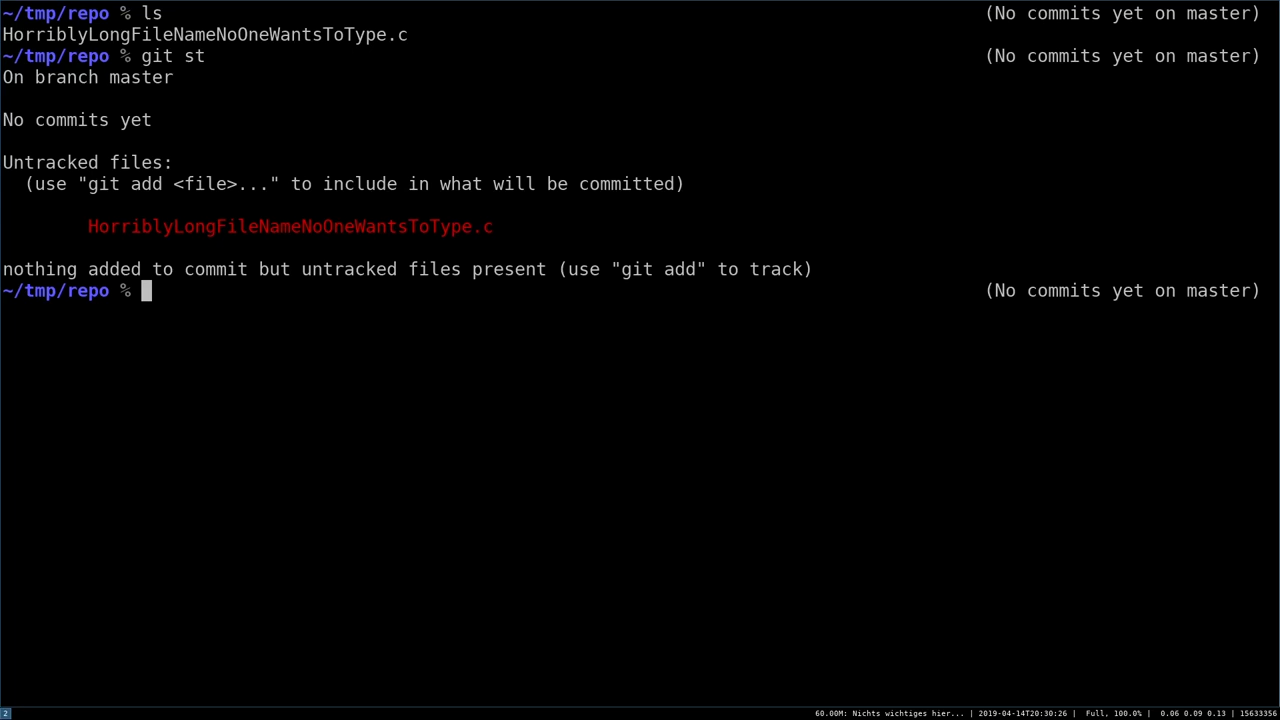 ~/tmp/repo % ls (No commits yet on master)
HorriblyLongFileNameNoOneWantsToType.c
~/tmp/repo % git st (No commits yet on master)
On branch master
No commits yet
Untracked files:
(use "git add <file>..." to include in what will be committed)
HorriblyLongFileNameNoOneWantsToType.c
nothing added to commit but untracked files present (use "git add" to track)
~/tmp/repo % (No commits yet on master)
2 60.00M: Nichts wichtiges hier... | 2019-04-14T20:30:26 | Full, 100.0% | 0.06 0.09 0.13 | 15633356